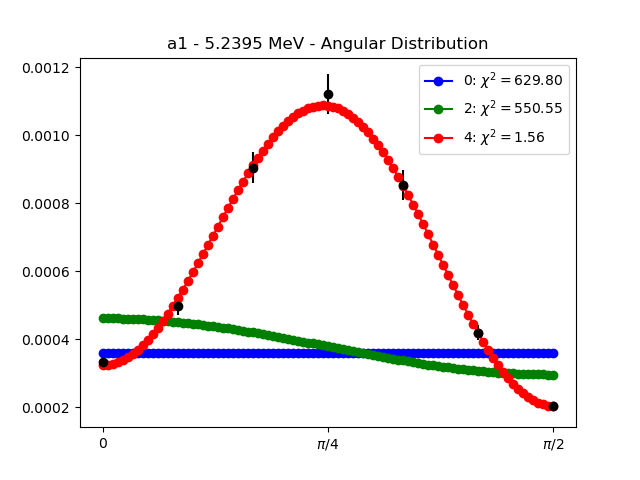 a1 - 5.2395 MeV - Angular Distribution
0.0012
0.0010
0.0008
0.0006
0.0004
0.0002
0: χ² = 629.80
2: χ² = 550.55
4: χ² = 1.56
0
π/4
π/2